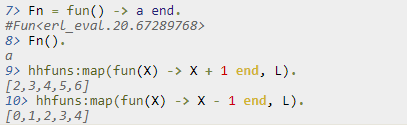 7> Fn = fun() -> a end.
#Fun<erl_eval.20.67289768>
8> Fn().
a
9> hhfuns:map(fun(X) -> X + 1 end, L).
[2,3,4,5,6]
10> hhfuns:map(fun(X) -> X - 1 end, L).
[0,1,2,3,4]